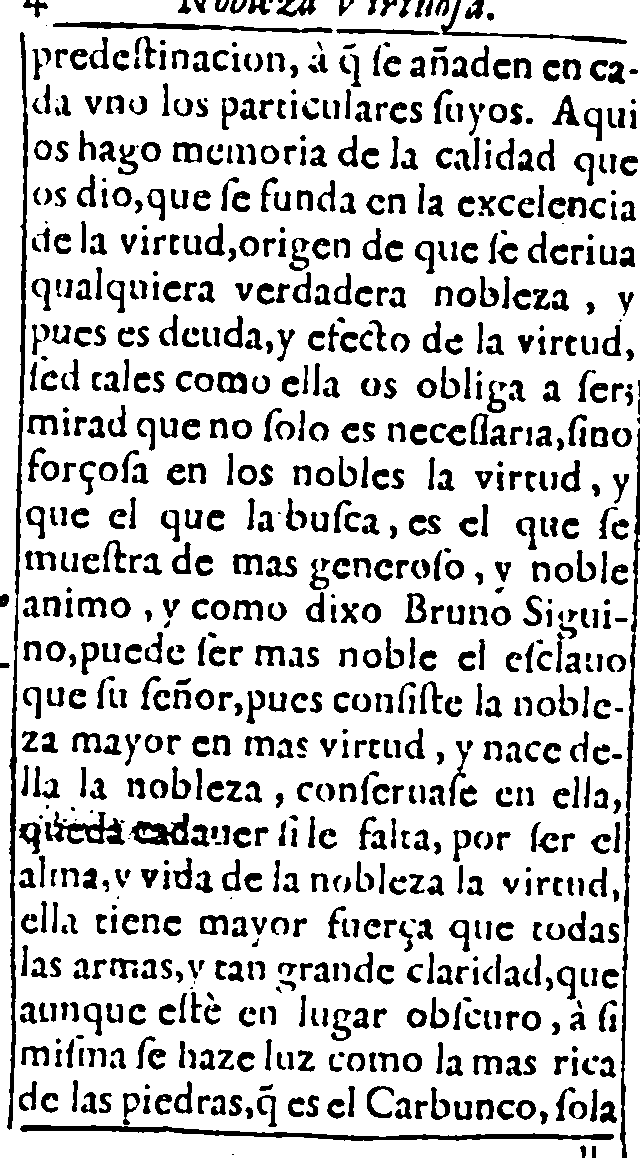 4 Nobleza Virtuosa.
predeſtinacion, à q̃ ſe añaden en ca-
da vno los particulares ſuyos. Aqui
os hago memoria de la calidad que
os dio, que ſe funda en la excelencia
de la virtud, origen de que ſe deriua
qualquiera verdadera nobleza, y
pues es deuda, y efecto de la virtud,
ſed tales como ella os obliga a ſer;
mirad que no ſolo es neceſſaria, ſino
forçoſa en los nobles la virtud, y
que el que la buſca, es el que ſe
mueſtra de mas generoſo, y noble
animo, y como dixo Bruno Sigui-
no, puede ſer mas noble el eſclauo
que ſu ſeñor, pues conſiſte la noble-
za mayor en mas virtud, y nace de-
lla la nobleza, conſeruaſe en ella,
queda cadauer ſi le falta, por ſer el
alma, y vida de la nobleza la virtud,
ella tiene mayor fuerça que todas
las armas, y tan grande claridad, que
aunque eſtè en lugar obſcuro, à ſi
miſma ſe haze luz como la mas rica
de las piedras, q̃ es el Carbunco, ſola